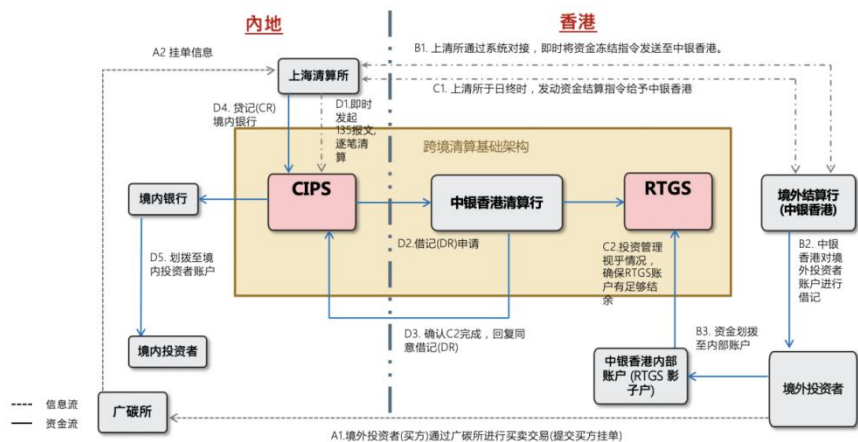 内地
香港
A2 挂单信息
B1. 上清所通过系统对接，即时将资金冻结指令发送至中银香港。
上海清算所
C1. 上清所于日终时，发动资金结算指令给予中银香港
D4. 贷记(CR)
境内银行
D1.即时
发起
135报文,
逐笔清
算
跨境清算基础架构
CIPS
中银香港清算行
RTGS
境内银行
境外结算行
(中银香港)
D2.借记(DR)申请
C2.投资管理
视乎情况，
确保RTGS账
户有足够结
余
B2. 中银
香港对境
外投资者
账户进行
借记
D5. 划拨至境
内投资者账户
D3. 确认C2完成，回复同
意借记(DR)
B3. 资金划拨
至内部账户
境内投资者
中银香港内部
账户 (RTGS 影
子户)
境外投资者
信息流
资金流
广碳所
A1.境外投资者(买方)通过广碳所进行买卖交易(提交买方挂单)